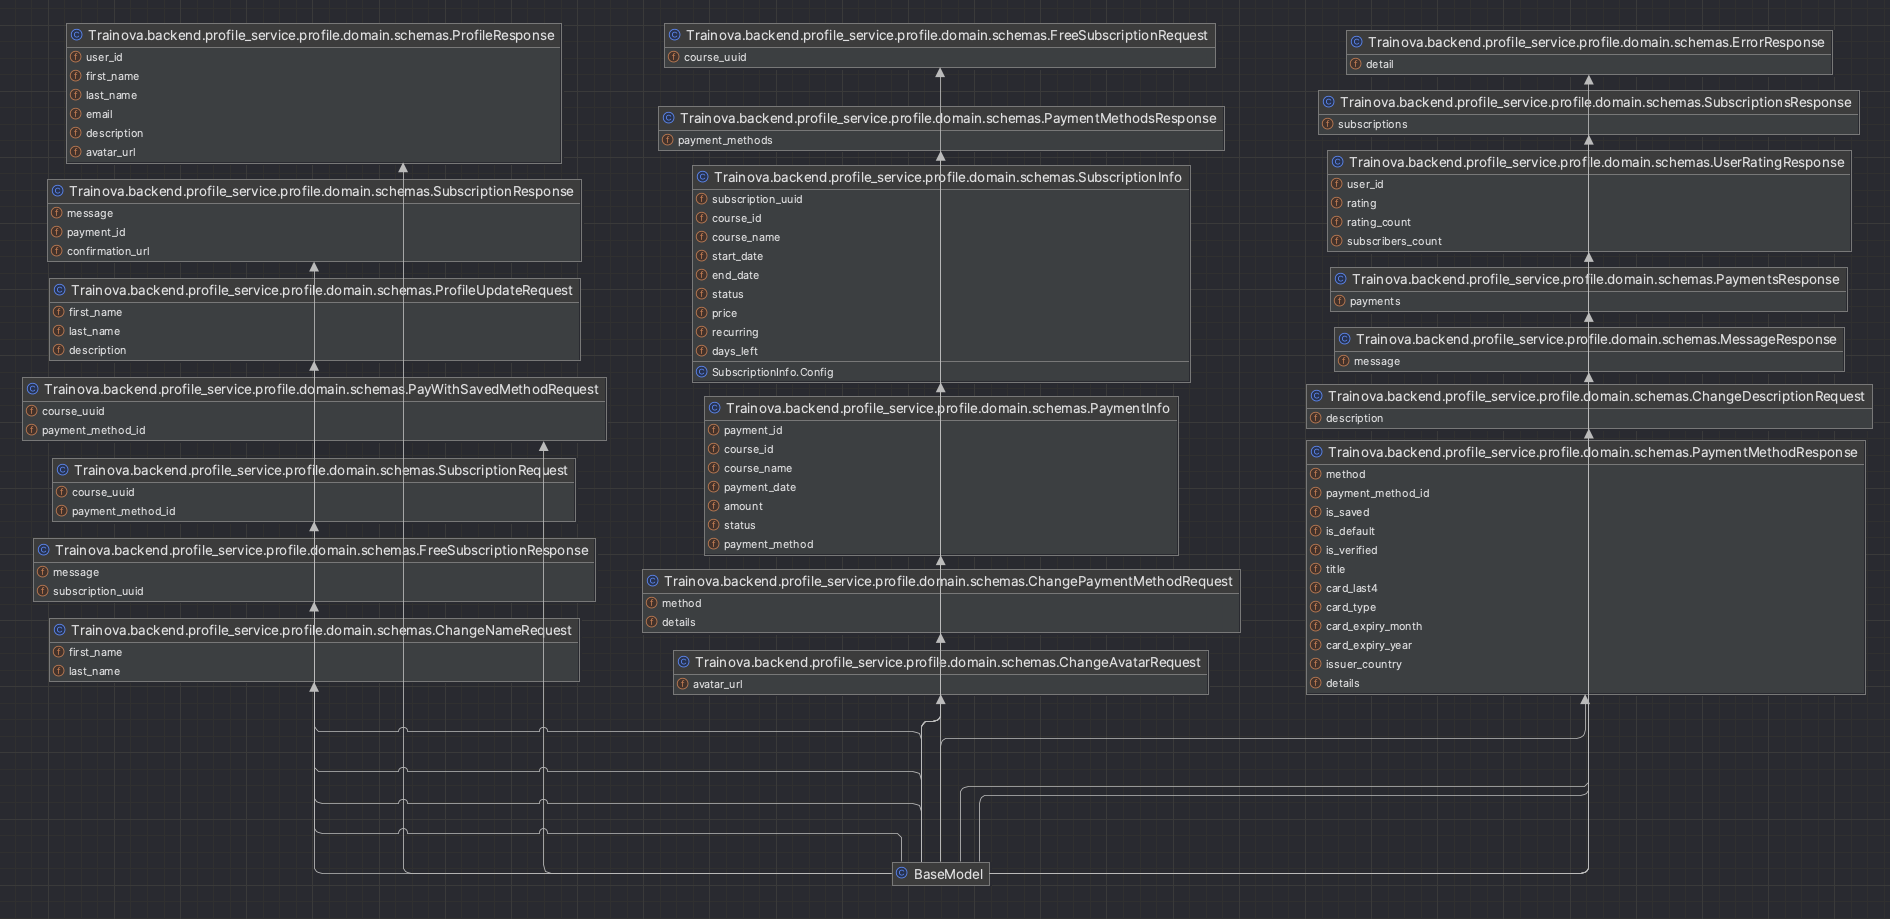 Trainova.backend.profile_service.profile.domain.schemas.ProfileResponse
user_id
first_name
last_name
email
description
avatar_url
Trainova.backend.profile_service.profile.domain.schemas.SubscriptionResponse
message
payment_id
confirmation_url
Trainova.backend.profile_service.profile.domain.schemas.ProfileUpdateRequest
first_name
last_name
description
Trainova.backend.profile_service.profile.domain.schemas.PayWithSavedMethodRequest
course_uuid
payment_method_id
Trainova.backend.profile_service.profile.domain.schemas.SubscriptionRequest
course_uuid
payment_method_id
Trainova.backend.profile_service.profile.domain.schemas.FreeSubscriptionResponse
message
subscription_uuid
Trainova.backend.profile_service.profile.domain.schemas.ChangeNameRequest
first_name
last_name
Trainova.backend.profile_service.profile.domain.schemas.FreeSubscriptionRequest
course_uuid
Trainova.backend.profile_service.profile.domain.schemas.PaymentMethodsResponse
payment_methods
Trainova.backend.profile_service.profile.domain.schemas.SubscriptionInfo
subscription_uuid
course_id
course_name
start_date
end_date
status
price
recurring
days_left
SubscriptionInfo.Config
Trainova.backend.profile_service.profile.domain.schemas.PaymentInfo
payment_id
course_id
course_name
payment_date
amount
status
payment_method
Trainova.backend.profile_service.profile.domain.schemas.ChangePaymentMethodRequest
method
details
Trainova.backend.profile_service.profile.domain.schemas.ChangeAvatarRequest
avatar_url
Trainova.backend.profile_service.profile.domain.schemas.ErrorResponse
detail
Trainova.backend.profile_service.profile.domain.schemas.SubscriptionsResponse
subscriptions
Trainova.backend.profile_service.profile.domain.schemas.UserRatingResponse
user_id
rating
rating_count
subscribers_count
Trainova.backend.profile_service.profile.domain.schemas.PaymentsResponse
payments
Trainova.backend.profile_service.profile.domain.schemas.MessageResponse
message
Trainova.backend.profile_service.profile.domain.schemas.ChangeDescriptionRequest
description
Trainova.backend.profile_service.profile.domain.schemas.PaymentMethodResponse
method
payment_method_id
is_saved
is_default
is_verified
title
card_last4
card_type
card_expiry_month
card_expiry_year
issuer_country
details
BaseModel